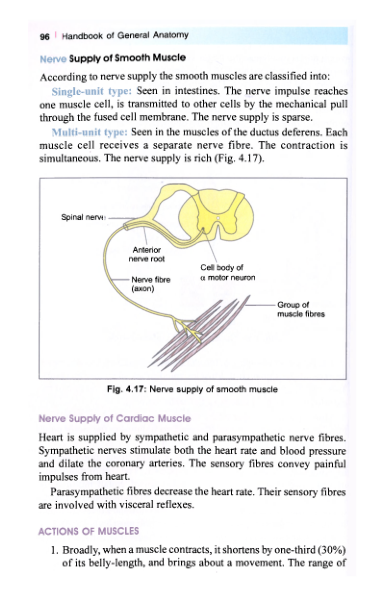 96 | Handbook of General Anatomy
Nerve Supply of Smooth Muscle
According to nerve supply the smooth muscles are classified into:
Single-unit type: Seen in intestines. The nerve impulse reaches
one muscle cell, is transmitted to other cells by the mechanical pull
through the fused cell membrane. The nerve supply is sparse.
Multi-unit type: Seen in the muscles of the ductus deferens. Each
muscle cell receives a separate nerve fibre. The contraction is
simultaneous. The nerve supply is rich (Fig. 4.17).
Spinal nerve
Anterior
nerve root
Cell body of
α motor neuron
Nerve fibre
(axon)
Group of
muscle fibres
Fig. 4.17: Nerve supply of smooth muscle
Nerve Supply of Cardiac Muscle
Heart is supplied by sympathetic and parasympathetic nerve fibres.
Sympathetic nerves stimulate both the heart rate and blood pressure
and dilate the coronary arteries. The sensory fibres convey painful
impulses from heart.
Parasympathetic fibres decrease the heart rate. Their sensory fibres
are involved with visceral reflexes.
ACTIONS OF MUSCLES
1. Broadly, when a muscle contracts, it shortens by one-third (30%)
of its belly-length, and brings about a movement. The range of